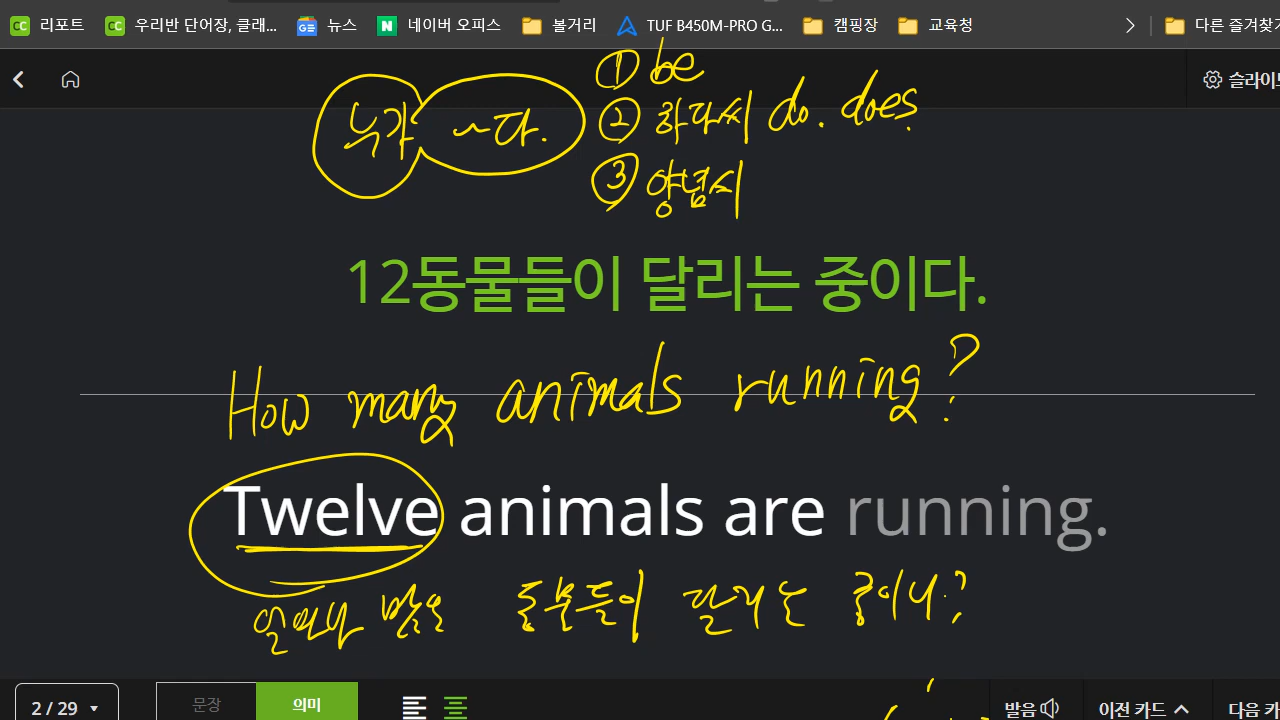 리포트 우리반 단어장, 클래... 뉴스 네이버 오피스 볼거리 TUF B450M-PRO G... 캠핑장 교육청 다른 즐겨찾기
슬라이드
① be
누가 ~다. ② 하다씨 do. does
③ 양념씨
12동물들이 달리는 중이다.
How many animals running?
Twelve animals are running.
얼마나 많은 동물들이 달리는 중이니?
2 / 29 문장 의미 발음 이전 카드 다음 카